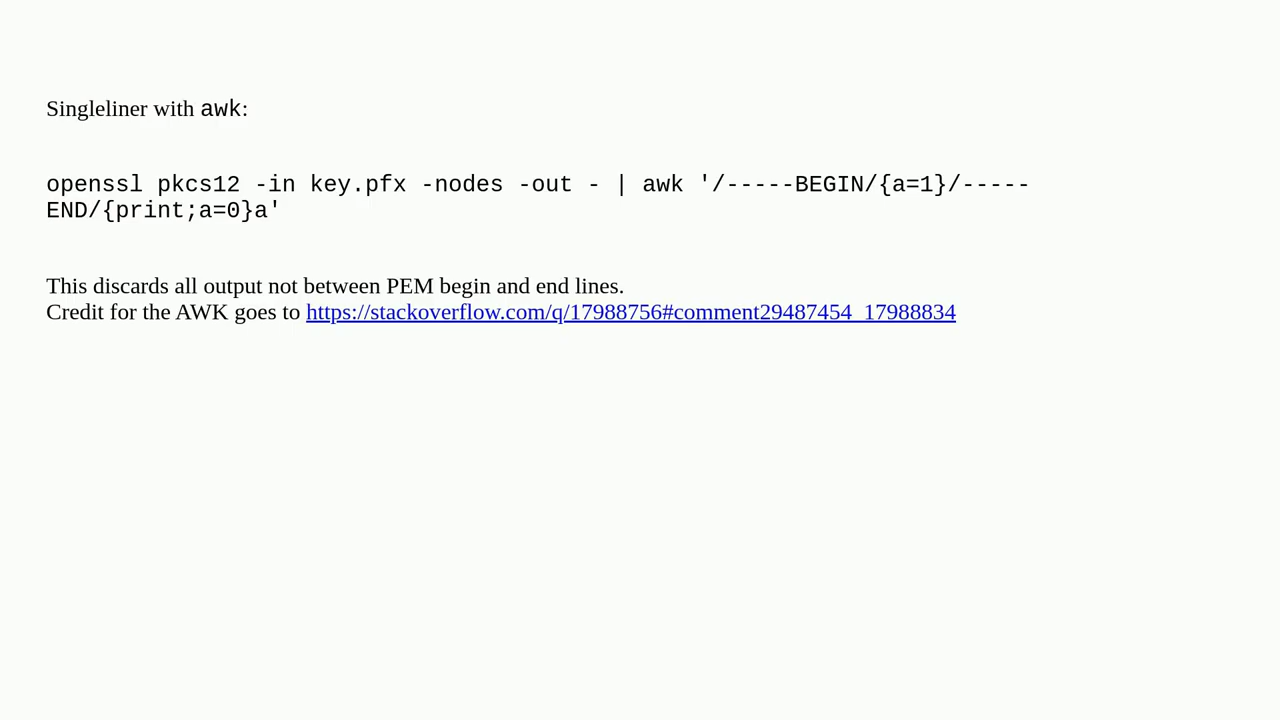 Singleliner with awk:
openssl pkcs12 -in key.pfx -nodes -out - | awk '/-----BEGIN/{a=1}/-----
END/{print;a=0}a'
This discards all output not between PEM begin and end lines.
Credit for the AWK goes to https://stackoverflow.com/q/17988756#comment29487454_17988834